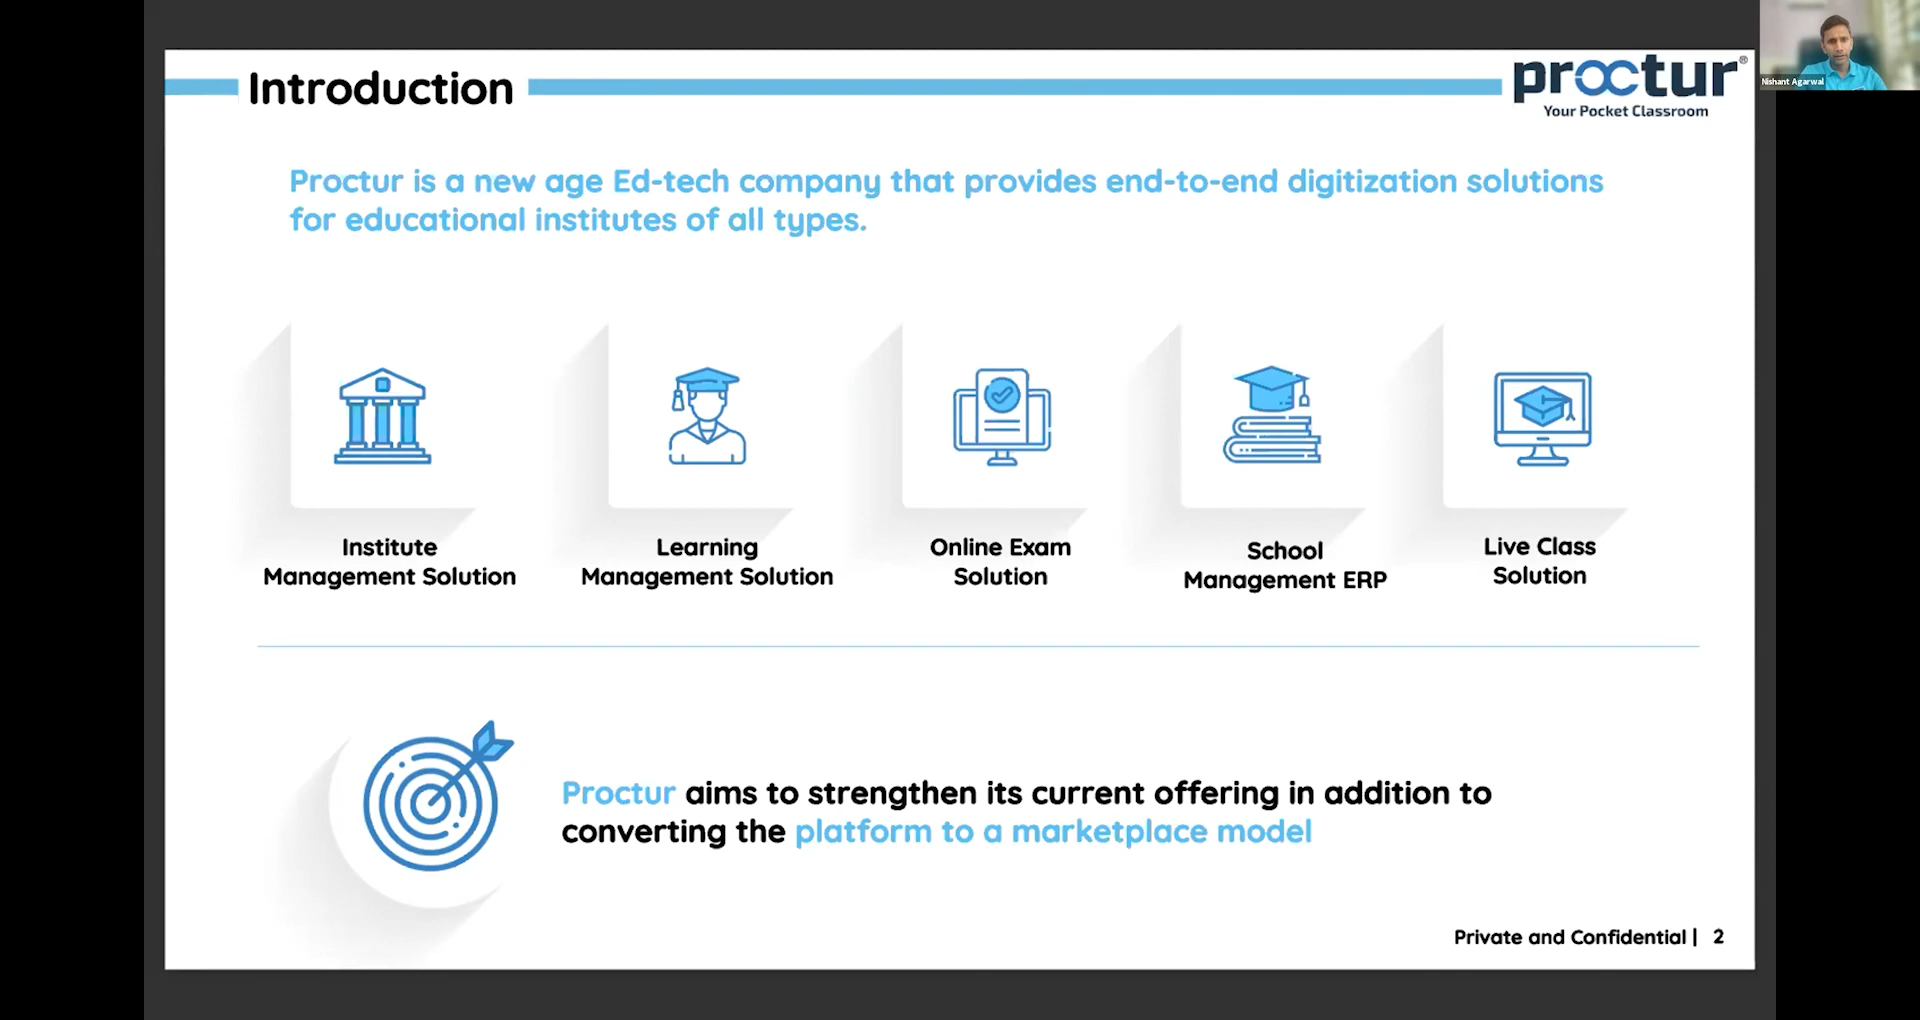 Introduction
proctur®
Your Pocket Classroom
Nishant Agarwal
Proctur is a new age Ed-tech company that provides end-to-end digitization solutions
for educational institutes of all types.
Institute
Management Solution
Learning
Management Solution
Online Exam
Solution
School
Management ERP
Live Class
Solution
Proctur aims to strengthen its current offering in addition to
converting the platform to a marketplace model
Private and Confidential | 2